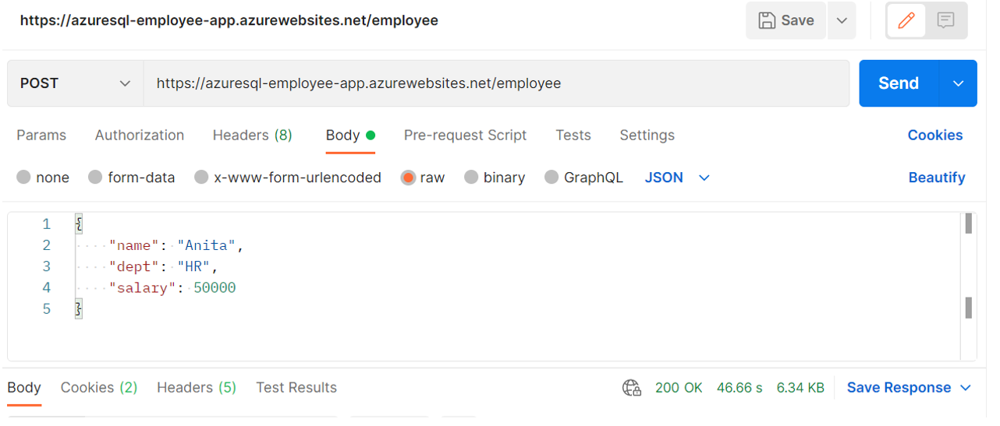 https://azuresql-employee-app.azurewebsites.net/employee Save
POST https://azuresql-employee-app.azurewebsites.net/employee Send
Params Authorization Headers (8) Body Pre-request Script Tests Settings Cookies
none form-data x-www-form-urlencoded raw binary GraphQL JSON Beautify
1 {
2 "name": "Anita",
3 "dept": "HR",
4 "salary": 50000
5 }
Body Cookies (2) Headers (5) Test Results 200 OK 46.66 s 6.34 KB Save Response